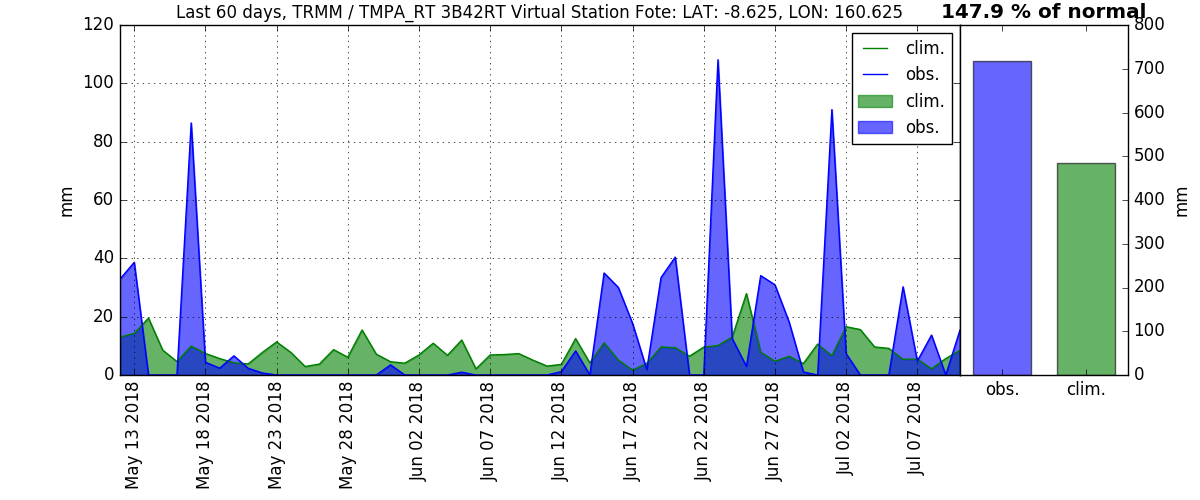 Last 60 days, TRMM / TMPA_RT 3B42RT Virtual Station Fote: LAT: -8.625, LON: 160.625
147.9 % of normal
120
100
80
60
40
20
0
mm
clim.
obs.
clim.
obs.
May 13 2018
May 18 2018
May 23 2018
May 28 2018
Jun 02 2018
Jun 07 2018
Jun 12 2018
Jun 17 2018
Jun 22 2018
Jun 27 2018
Jul 02 2018
Jul 07 2018
800
700
600
500
400
300
200
100
0
mm
obs.
clim.